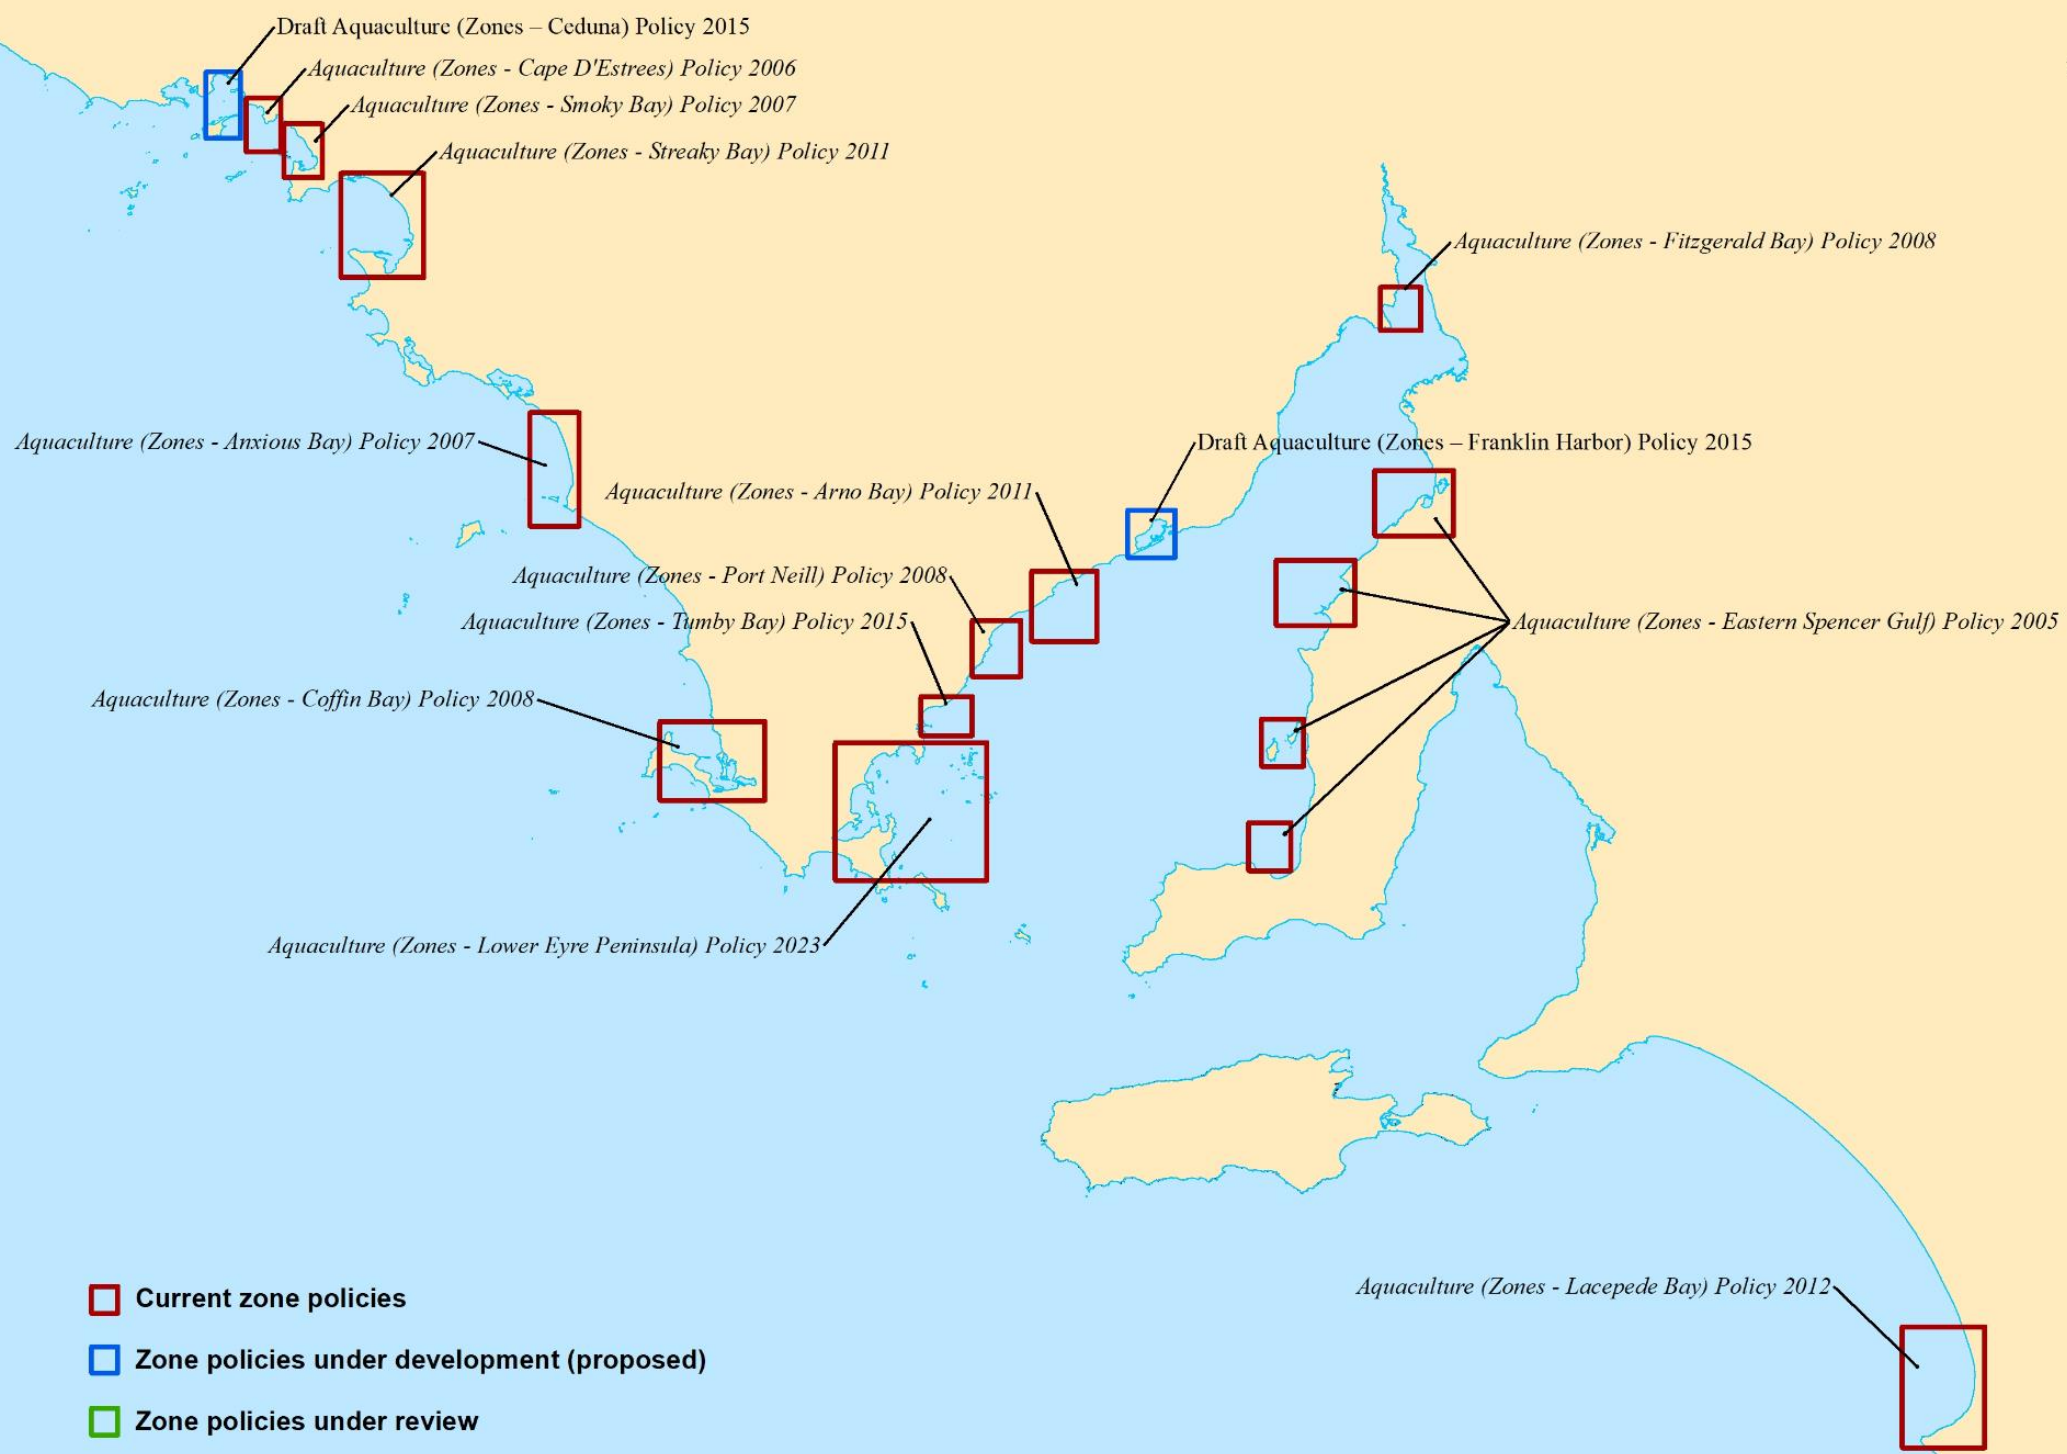 Draft Aquaculture (Zones – Ceduna) Policy 2015
Aquaculture (Zones - Cape D'Estrees) Policy 2006
Aquaculture (Zones - Smoky Bay) Policy 2007
Aquaculture (Zones - Streaky Bay) Policy 2011
Aquaculture (Zones - Fitzgerald Bay) Policy 2008
Aquaculture (Zones - Anxious Bay) Policy 2007
Draft Aquaculture (Zones – Franklin Harbor) Policy 2015
Aquaculture (Zones - Arno Bay) Policy 2011
Aquaculture (Zones - Port Neill) Policy 2008
Aquaculture (Zones - Tumby Bay) Policy 2015
Aquaculture (Zones - Eastern Spencer Gulf) Policy 2005
Aquaculture (Zones - Coffin Bay) Policy 2008
Aquaculture (Zones - Lower Eyre Peninsula) Policy 2023
Aquaculture (Zones - Lacepede Bay) Policy 2012
Current zone policies
Zone policies under development (proposed)
Zone policies under review